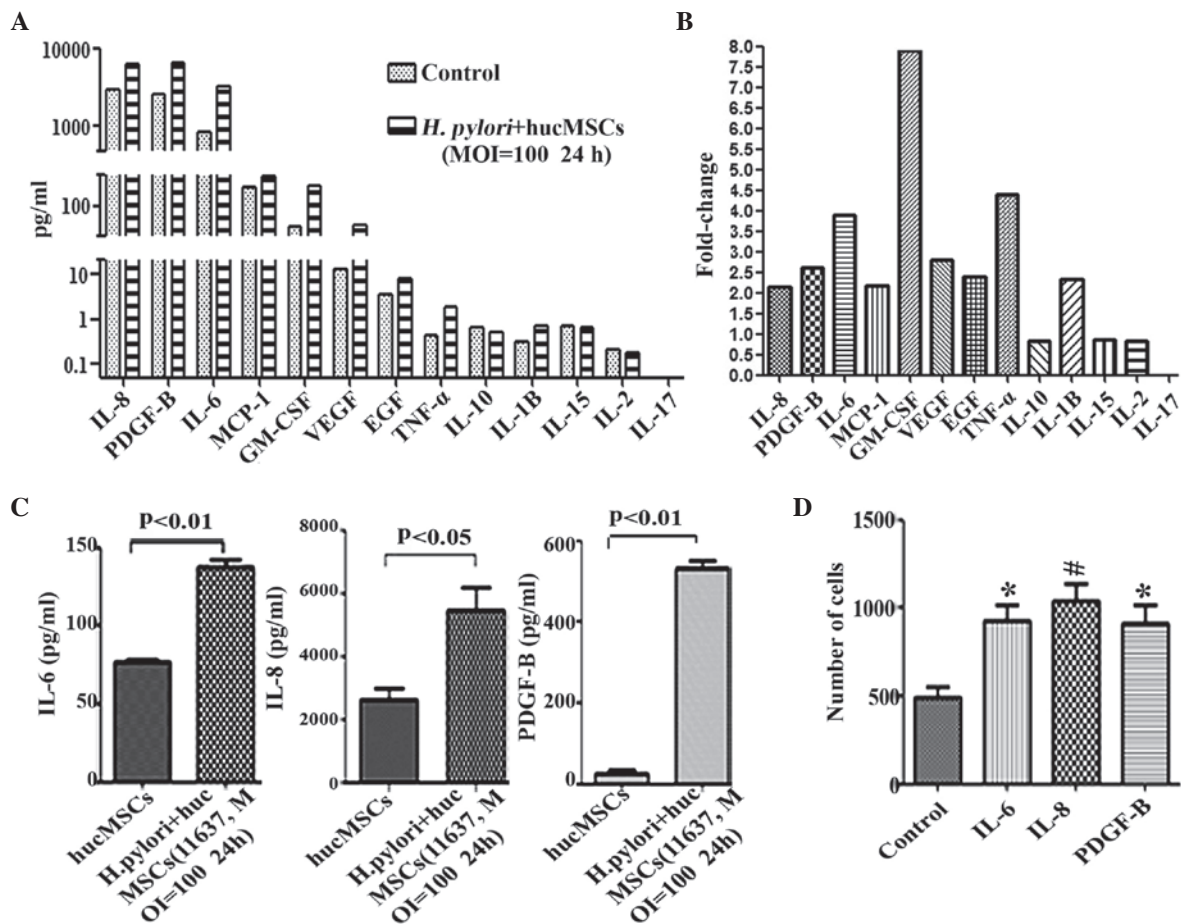 A
10000
1000
100
10
1
0.1
pg/ml
Control
H. pylori+hucMSCs
(MOI=100 24 h)
IL-8
PDGF-B
IL-6
MCP-1
GM-CSF
VEGF
EGF
TNF-α
IL-10
IL-1B
IL-15
IL-2
IL-17
B
8.0
7.5
7.0
6.5
6.0
5.5
5.0
4.5
4.0
3.5
3.0
2.5
2.0
1.5
1.0
0.5
0.0
Fold-change
IL-8
PDGF-B
IL-6
MCP-1
GM-CSF
VEGF
EGF
TNF-α
IL-10
IL-1B
IL-15
IL-2
IL-17
C
P<0.01
150
100
50
0
IL-6 (pg/ml)
hucMSCs
H.pylori+huc
MSCs(11637, M
OI=100 24h)
P<0.05
8000
6000
4000
2000
0
IL-8 (pg/ml)
hucMSCs
H.pylori+huc
MSCs(11637, M
OI=100 24h)
P<0.01
600
400
200
0
PDGF-B (pg/ml)
hucMSCs
H.pylori+huc
MSCs(11637, M
OI=100 24h)
D
1500
1000
500
0
Number of cells
*
#
*
Control
IL-6
IL-8
PDGF-B